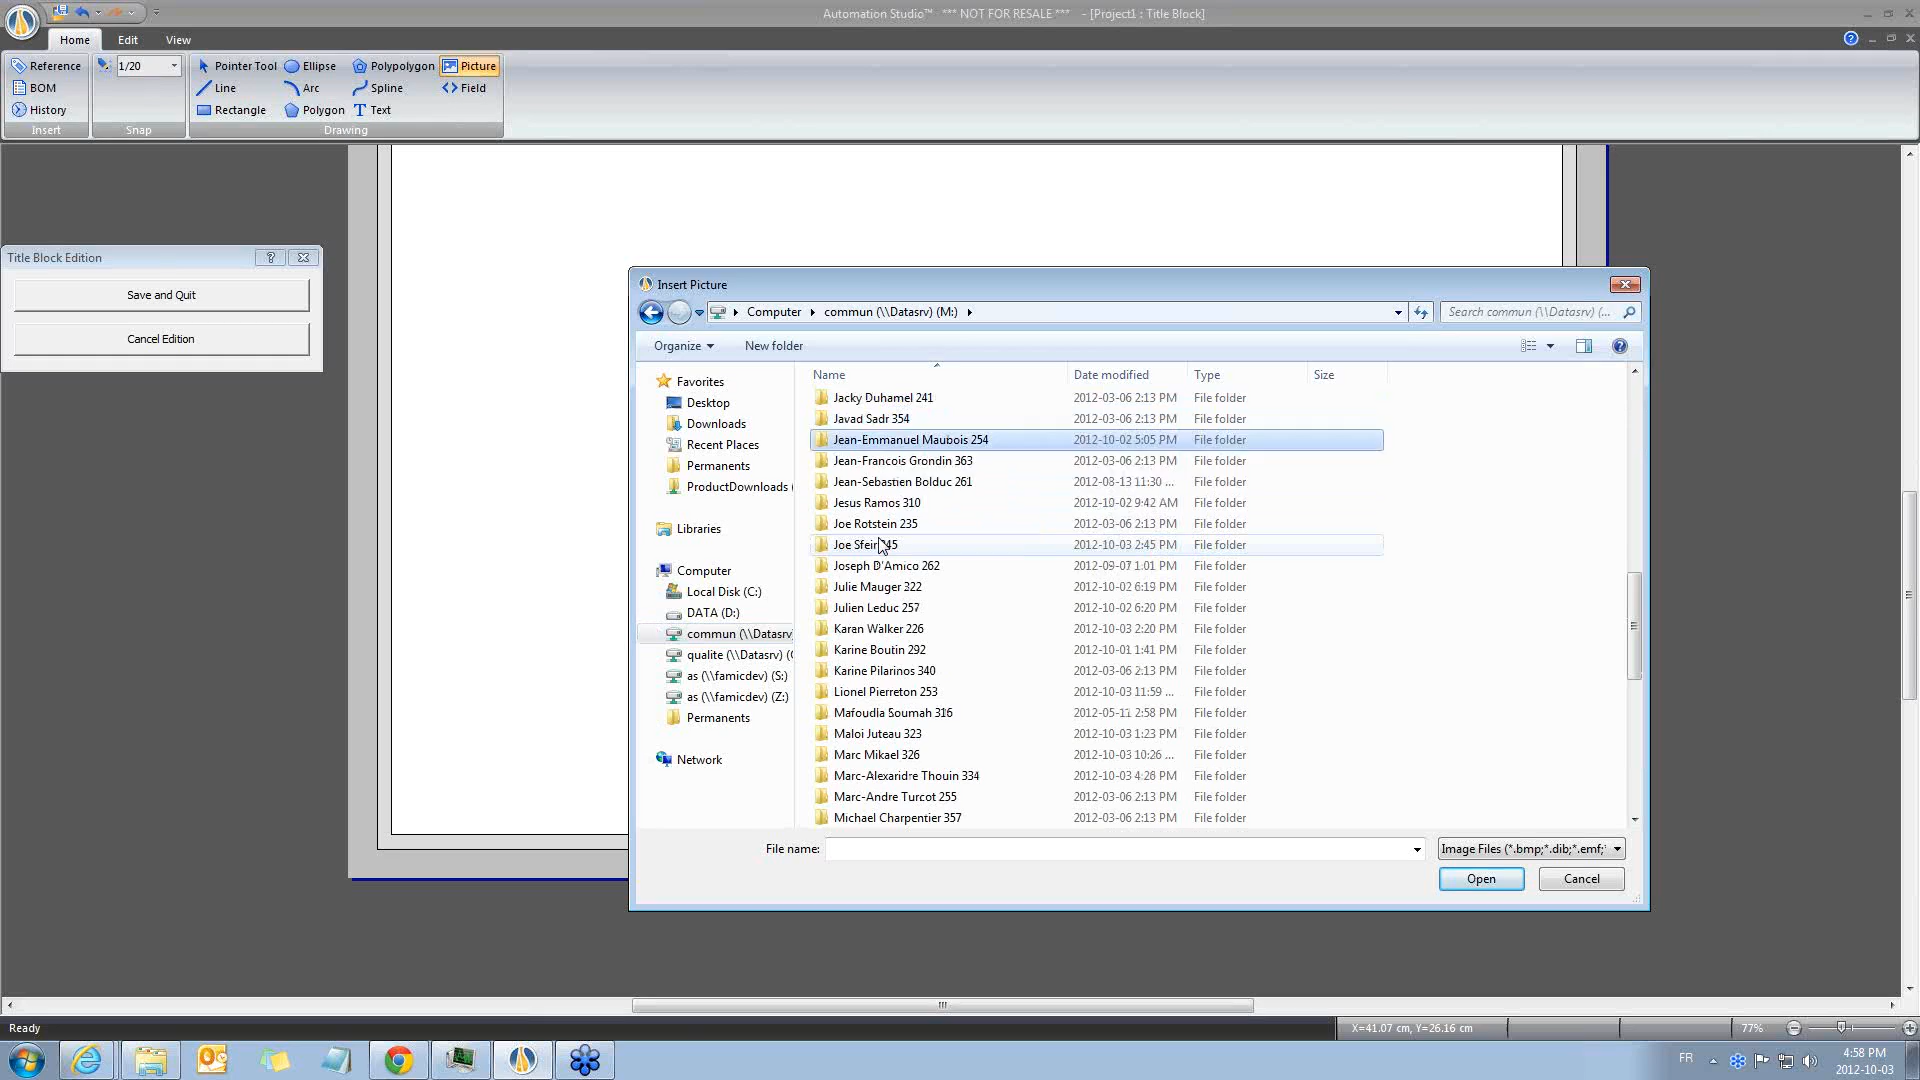 Automation Studio™ - *** NOT FOR RESALE *** - [Project1 : Title Block]
Home Edit View
Reference 1/20 Pointer Tool Ellipse Polypolygon Picture
BOM Line Arc Spline Field
History Rectangle Polygon Text
Insert Snap Drawing
Title Block Edition
Save and Quit
Cancel Edition
Insert Picture
Computer commun (\\Datasrv) (M:) Search commun (\\Datasrv) (...
Organize New folder
Name Date modified Type Size
Favorites
Desktop
Downloads
Recent Places
Permanents
ProductDownloads (
Libraries
Computer
Local Disk (C:)
DATA (D:)
commun (\\Datasrv)
qualite (\\Datasrv) (
as (\\famicdev) (S:)
as (\\famicdev) (Z:)
Permanents
Network
Jacky Duhamel 241 2012-03-06 2:13 PM File folder
Javad Sadr 354 2012-03-06 2:13 PM File folder
Jean-Emmanuel Maubois 254 2012-10-02 5:05 PM File folder
Jean-Francois Grondin 363 2012-03-06 2:13 PM File folder
Jean-Sebastien Bolduc 261 2012-08-13 11:30 ... File folder
Jesus Ramos 310 2012-10-02 9:42 AM File folder
Joe Rotstein 235 2012-03-06 2:13 PM File folder
Joe Sfeir 2012-10-03 2:45 PM File folder
Joseph D'Amico 262 2012-09-07 1:01 PM File folder
Julie Mauger 322 2012-10-02 6:19 PM File folder
Julien Leduc 257 2012-10-02 6:20 PM File folder
Karan Walker 226 2012-10-03 2:20 PM File folder
Karine Boutin 292 2012-10-01 1:41 PM File folder
Karine Pilarinos 340 2012-03-06 2:13 PM File folder
Lionel Pierreton 253 2012-10-03 11:59 ... File folder
Mafoudia Soumah 316 2012-05-11 2:58 PM File folder
Maloi Juteau 323 2012-10-03 1:23 PM File folder
Marc Mikael 326 2012-10-03 10:26 ... File folder
Marc-Alexandre Thouin 334 2012-10-03 4:26 PM File folder
Marc-Andre Turcot 255 2012-03-06 2:13 PM File folder
Michael Charpentier 357 2012-03-06 2:13 PM File folder
File name: Image Files (*.bmp;*.dib;*.emf;*
Open Cancel
Ready X=41.07 cm, Y=26.16 cm 77%
FR 4:58 PM
2012-10-03